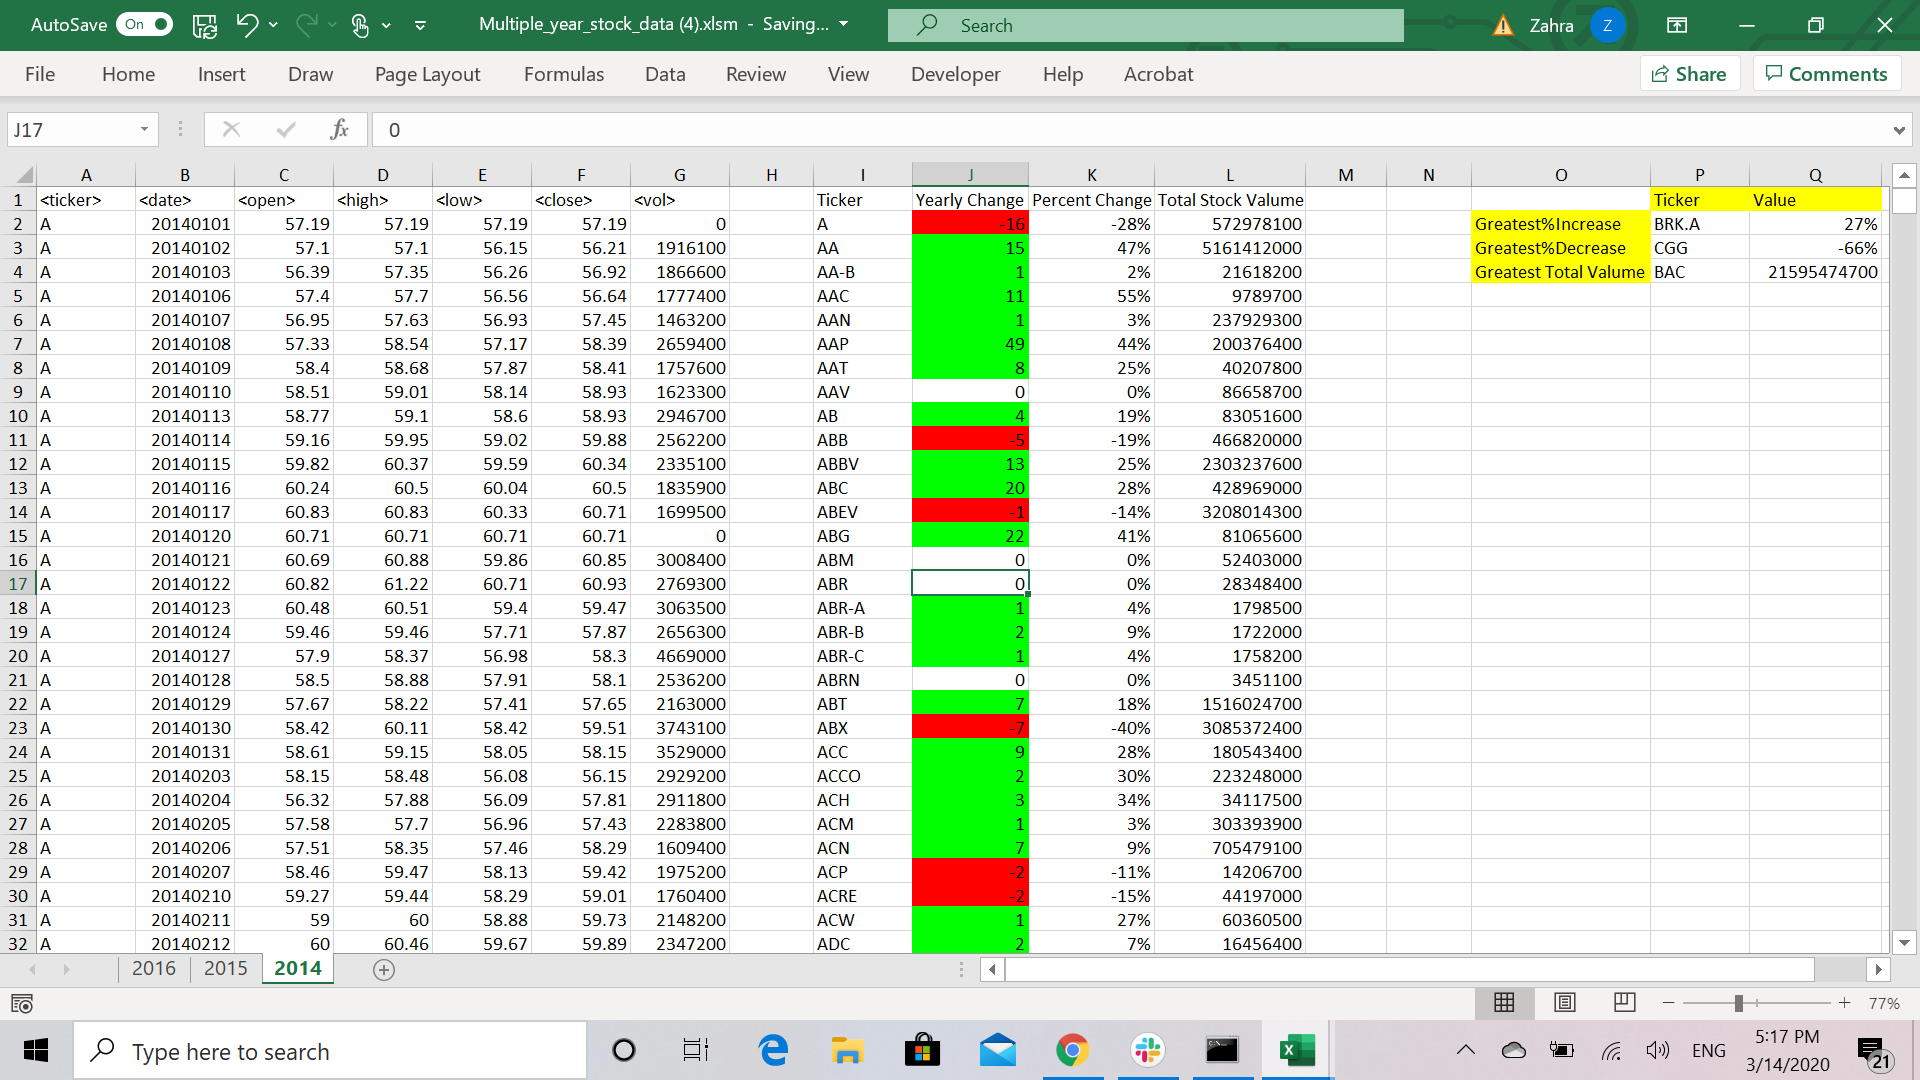 AutoSave On Multiple_year_stock_data (4).xlsm - Saving... Search Zahra Z
File Home Insert Draw Page Layout Formulas Data Review View Developer Help Acrobat Share Comments
J17 fx 0
A B C D E F G H I J K L M N O P Q
1 <ticker> <date> <open> <high> <low> <close> <vol> Ticker Yearly Change Percent Change Total Stock Valume Ticker Value
2 A 20140101 57.19 57.19 57.19 57.19 0 A -16 -28% 572978100 Greatest%Increase BRK.A 27%
3 A 20140102 57.1 57.1 56.15 56.21 1916100 AA 15 47% 5161412000 Greatest%Decrease CGG -66%
4 A 20140103 56.39 57.35 56.26 56.92 1866600 AA-B 1 2% 21618200 Greatest Total Valume BAC 21595474700
5 A 20140106 57.4 57.7 56.56 56.64 1777400 AAC 11 55% 9789700
6 A 20140107 56.95 57.63 56.93 57.45 1463200 AAN 1 3% 237929300
7 A 20140108 57.33 58.54 57.17 58.39 2659400 AAP 49 44% 200376400
8 A 20140109 58.4 58.68 57.87 58.41 1757600 AAT 8 25% 40207800
9 A 20140110 58.51 59.01 58.14 58.93 1623300 AAV 0 0% 86658700
10 A 20140113 58.77 59.1 58.6 58.93 2946700 AB 4 19% 83051600
11 A 20140114 59.16 59.95 59.02 59.88 2562200 ABB -5 -19% 466820000
12 A 20140115 59.82 60.37 59.59 60.34 2335100 ABBV 13 25% 2303237600
13 A 20140116 60.24 60.5 60.04 60.5 1835900 ABC 20 28% 428969000
14 A 20140117 60.83 60.83 60.33 60.71 1699500 ABEV -1 -14% 3208014300
15 A 20140120 60.71 60.71 60.71 60.71 0 ABG 22 41% 81065600
16 A 20140121 60.69 60.88 59.86 60.85 3008400 ABM 0 0% 52403000
17 A 20140122 60.82 61.22 60.71 60.93 2769300 ABR 0 0% 28348400
18 A 20140123 60.48 60.51 59.4 59.47 3063500 ABR-A 1 4% 1798500
19 A 20140124 59.46 59.46 57.71 57.87 2656300 ABR-B 2 9% 1722000
20 A 20140127 57.9 58.37 56.98 58.3 4669000 ABR-C 1 4% 1758200
21 A 20140128 58.5 58.88 57.91 58.1 2536200 ABRN 0 0% 3451100
22 A 20140129 57.67 58.22 57.41 57.65 2163000 ABT 7 18% 1516024700
23 A 20140130 58.42 60.11 58.42 59.51 3743100 ABX -7 -40% 3085372400
24 A 20140131 58.61 59.15 58.05 58.15 3529000 ACC 9 28% 180543400
25 A 20140203 58.15 58.48 56.08 56.15 2929200 ACCO 2 30% 223248000
26 A 20140204 56.32 57.88 56.09 57.81 2911800 ACH 3 34% 34117500
27 A 20140205 57.58 57.7 56.96 57.43 2283800 ACM 1 3% 303393900
28 A 20140206 57.51 58.35 57.46 58.29 1609400 ACN 7 9% 705479100
29 A 20140207 58.46 59.47 58.13 59.42 1975200 ACP -2 -11% 14206700
30 A 20140210 59.27 59.44 58.29 59.01 1760400 ACRE -2 -15% 44197000
31 A 20140211 59 60 58.88 59.73 2148200 ACW 1 27% 60360500
32 A 20140212 60 60.46 59.67 59.89 2347200 ADC 2 7% 16456400
2016 2015 2014
77%
Type here to search ENG 5:17 PM 3/14/2020 21